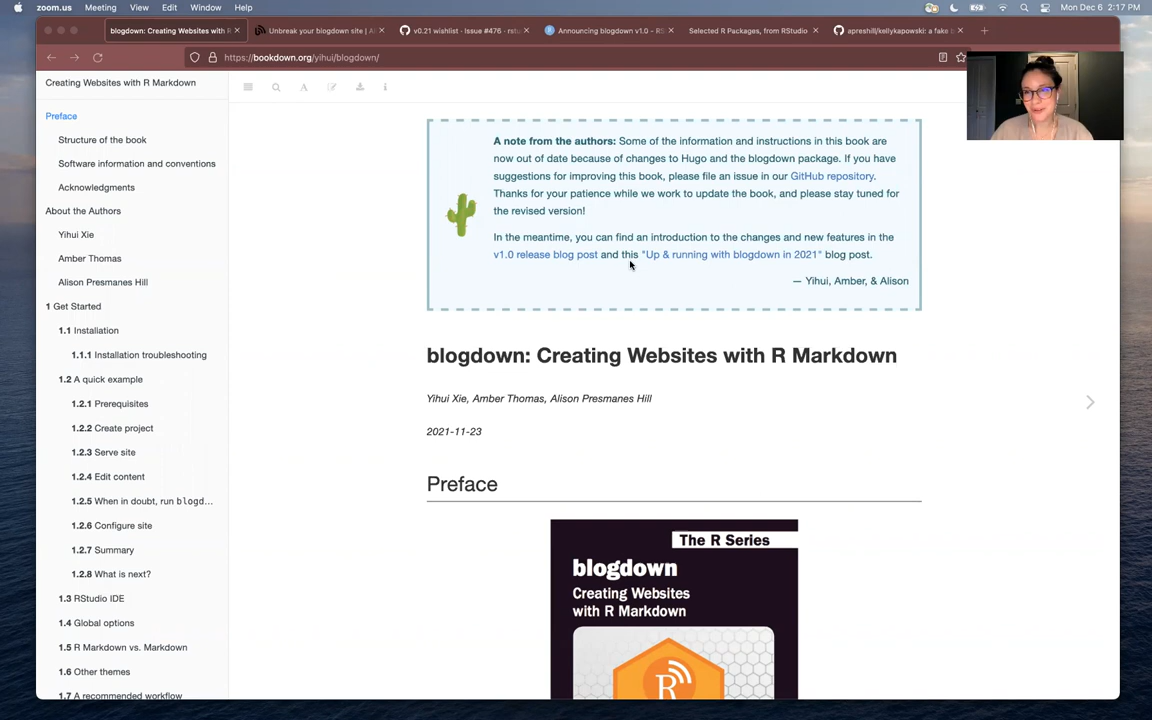 zoom.us Meeting View Edit Window Help Mon Dec 6 2:17 PM
blogdown: Creating Websites with R Unbreak your blogdown site | Al v0.21 wishlist · Issue #476 · rstu Announcing blogdown v1.0 - RS Selected R Packages, from RStudio apreshill/kellykapowski: a fake b
https://bookdown.org/yihui/blogdown/
Creating Websites with R Markdown
Preface
Structure of the book
Software information and conventions
Acknowledgments
About the Authors
Yihui Xie
Amber Thomas
Alison Presmanes Hill
1 Get Started
1.1 Installation
1.1.1 Installation troubleshooting
1.2 A quick example
1.2.1 Prerequisites
1.2.2 Create project
1.2.3 Serve site
1.2.4 Edit content
1.2.5 When in doubt, run blogd...
1.2.6 Configure site
1.2.7 Summary
1.2.8 What is next?
1.3 RStudio IDE
1.4 Global options
1.5 R Markdown vs. Markdown
1.6 Other themes
1.7 A recommended workflow
A note from the authors: Some of the information and instructions in this book are
now out of date because of changes to Hugo and the blogdown package. If you have
suggestions for improving this book, please file an issue in our GitHub repository.
Thanks for your patience while we work to update the book, and please stay tuned for
the revised version!
In the meantime, you can find an introduction to the changes and new features in the
v1.0 release blog post and this "Up & running with blogdown in 2021" blog post.
— Yihui, Amber, & Alison
blogdown: Creating Websites with R Markdown
Yihui Xie, Amber Thomas, Alison Presmanes Hill
2021-11-23
Preface
The R Series
blogdown
Creating Websites
with R Markdown
R